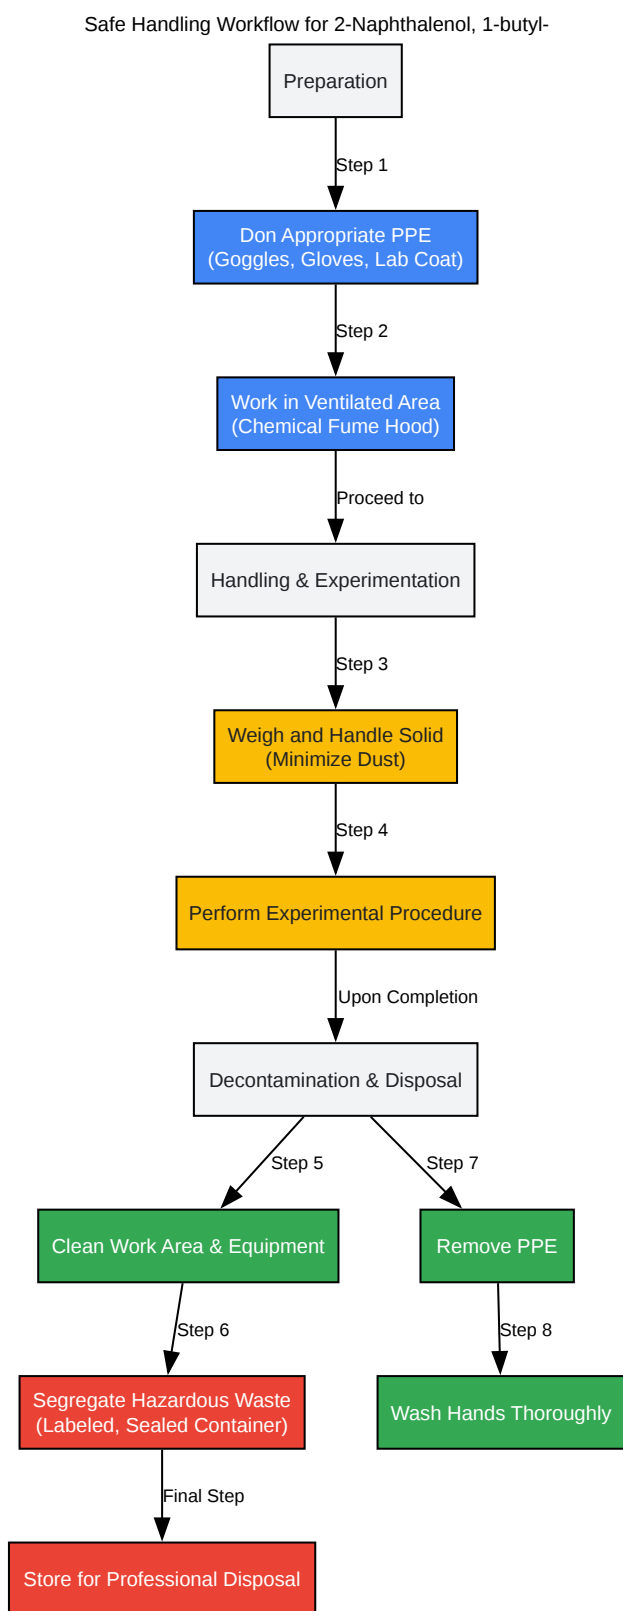 Safe Handling Workflow for 2-Naphthalenol, 1-butyl-
Preparation
Step 1
Don Appropriate PPE
(Goggles, Gloves, Lab Coat)
Step 2
Work in Ventilated Area
(Chemical Fume Hood)
Proceed to
Handling & Experimentation
Step 3
Weigh and Handle Solid
(Minimize Dust)
Step 4
Perform Experimental Procedure
Upon Completion
Decontamination & Disposal
Step 5
Step 7
Clean Work Area & Equipment
Remove PPE
Step 6
Step 8
Segregate Hazardous Waste
(Labeled, Sealed Container)
Wash Hands Thoroughly
Final Step
Store for Professional Disposal